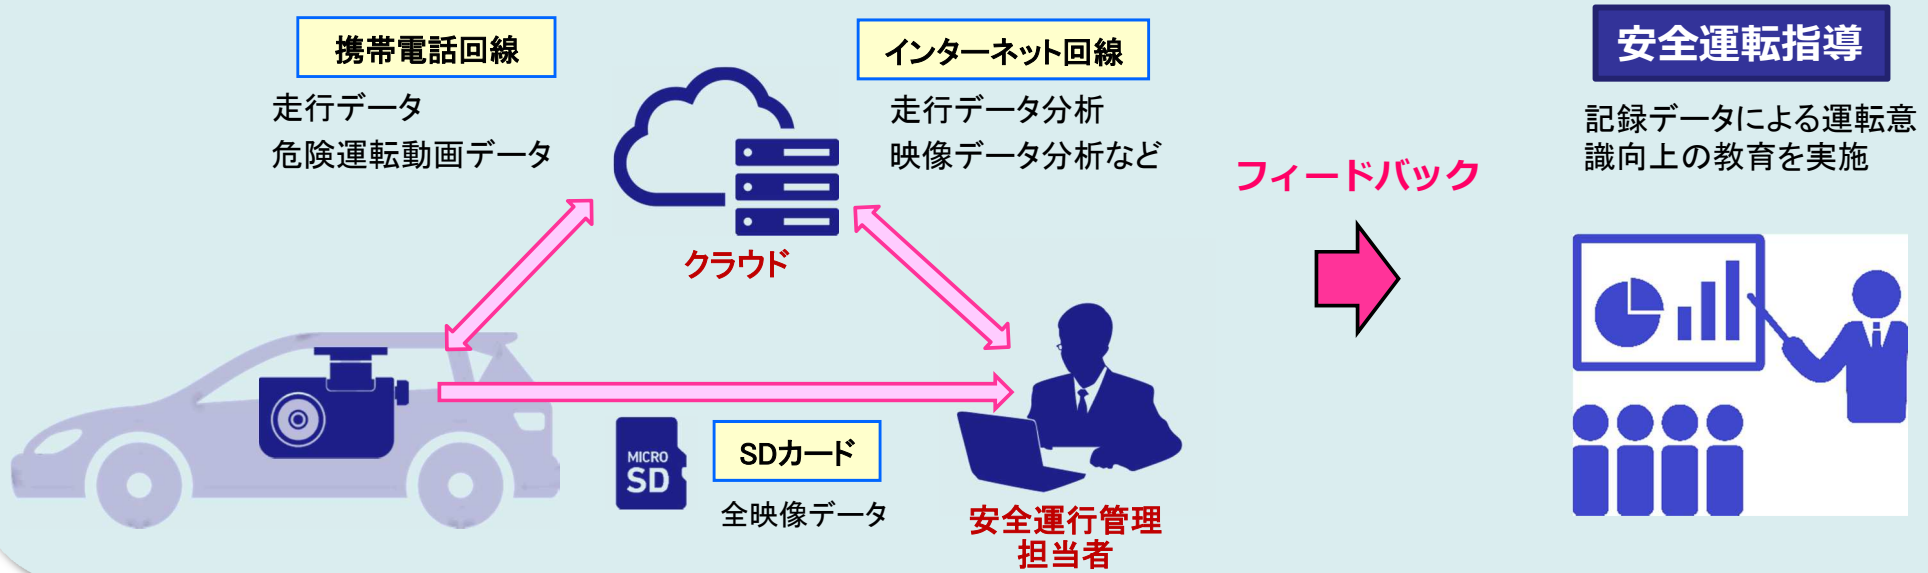 携帯電話回線
走行データ
危険運転動画データ
インターネット回線
走行データ分析
映像データ分析など
クラウド
MICRO
SD
SDカード
全映像データ
安全運行管理
担当者
フィードバック
安全運転指導
記録データによる運転意
識向上の教育を実施